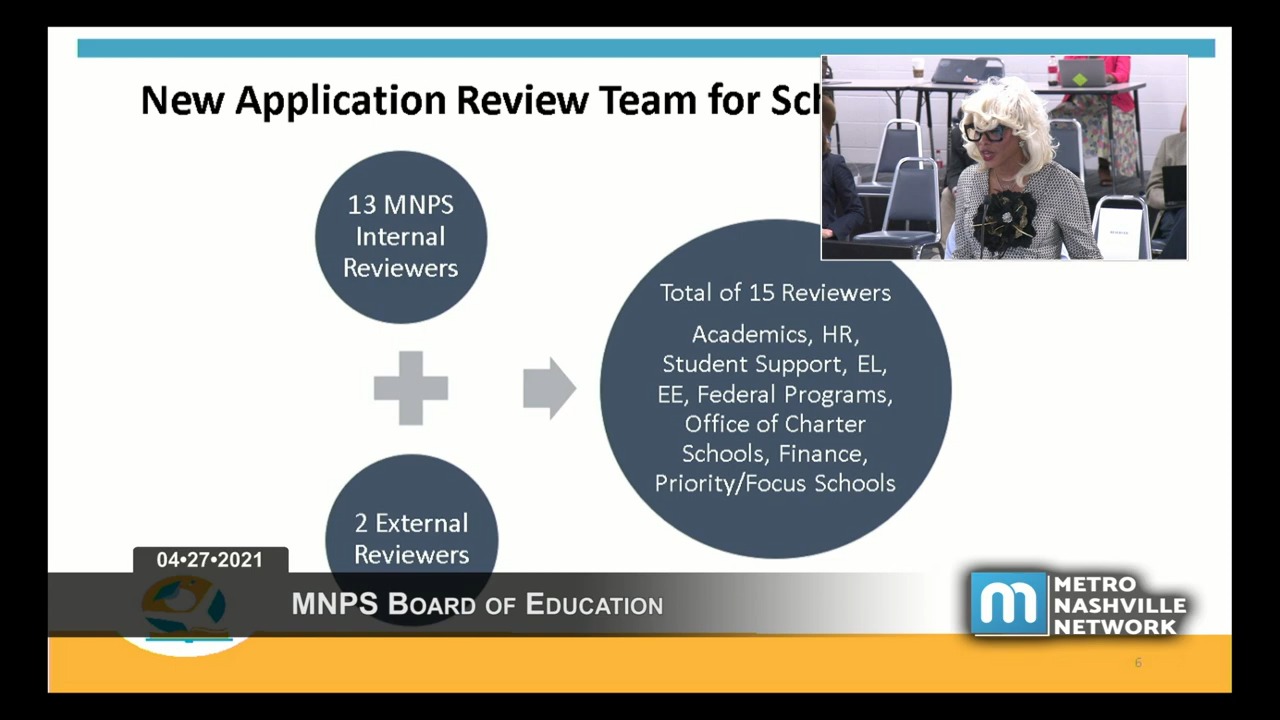 New Application Review Team for Sch
13 MNPS
Internal
Reviewers
2 External
Reviewers
Total of 15 Reviewers
Academics, HR,
Student Support, EL,
EE, Federal Programs,
Office of Charter
Schools, Finance,
Priority/Focus Schools
04•27•2021
MNPS BOARD OF EDUCATION
m METRO
NASHVILLE
NETWORK
6